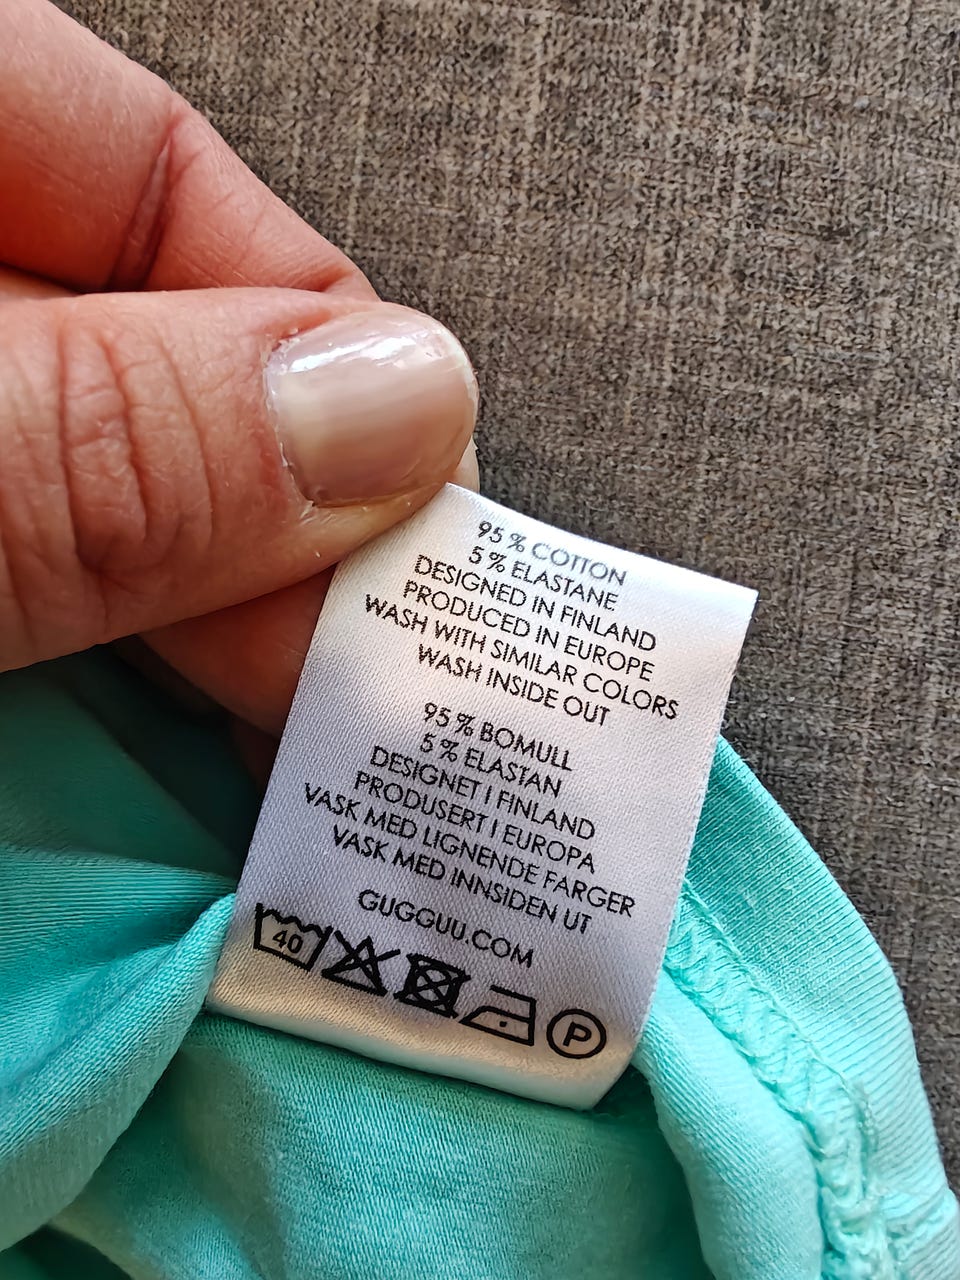 95 % COTTON
5 % ELASTANE
DESIGNED IN FINLAND
PRODUCED IN EUROPE
WASH WITH SIMILAR COLORS
WASH INSIDE OUT
95 % BOMULL
5 % ELASTAN
DESIGNET I FINLAND
PRODUSERT I EUROPA
VASK MED LIGNENDE FARGER
VASK MED INNSIDEN UT
GUGGUU.COM
40 P